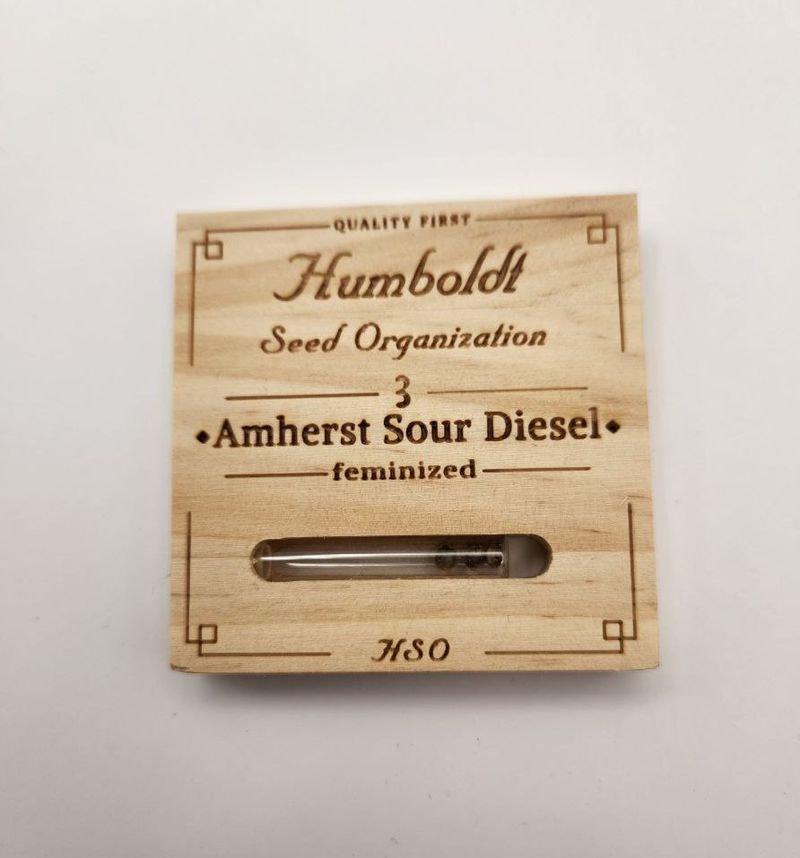 QUALITY FIRST
Humboldt
Seed Organization
3
Amherst Sour Diesel
feminized
HSO